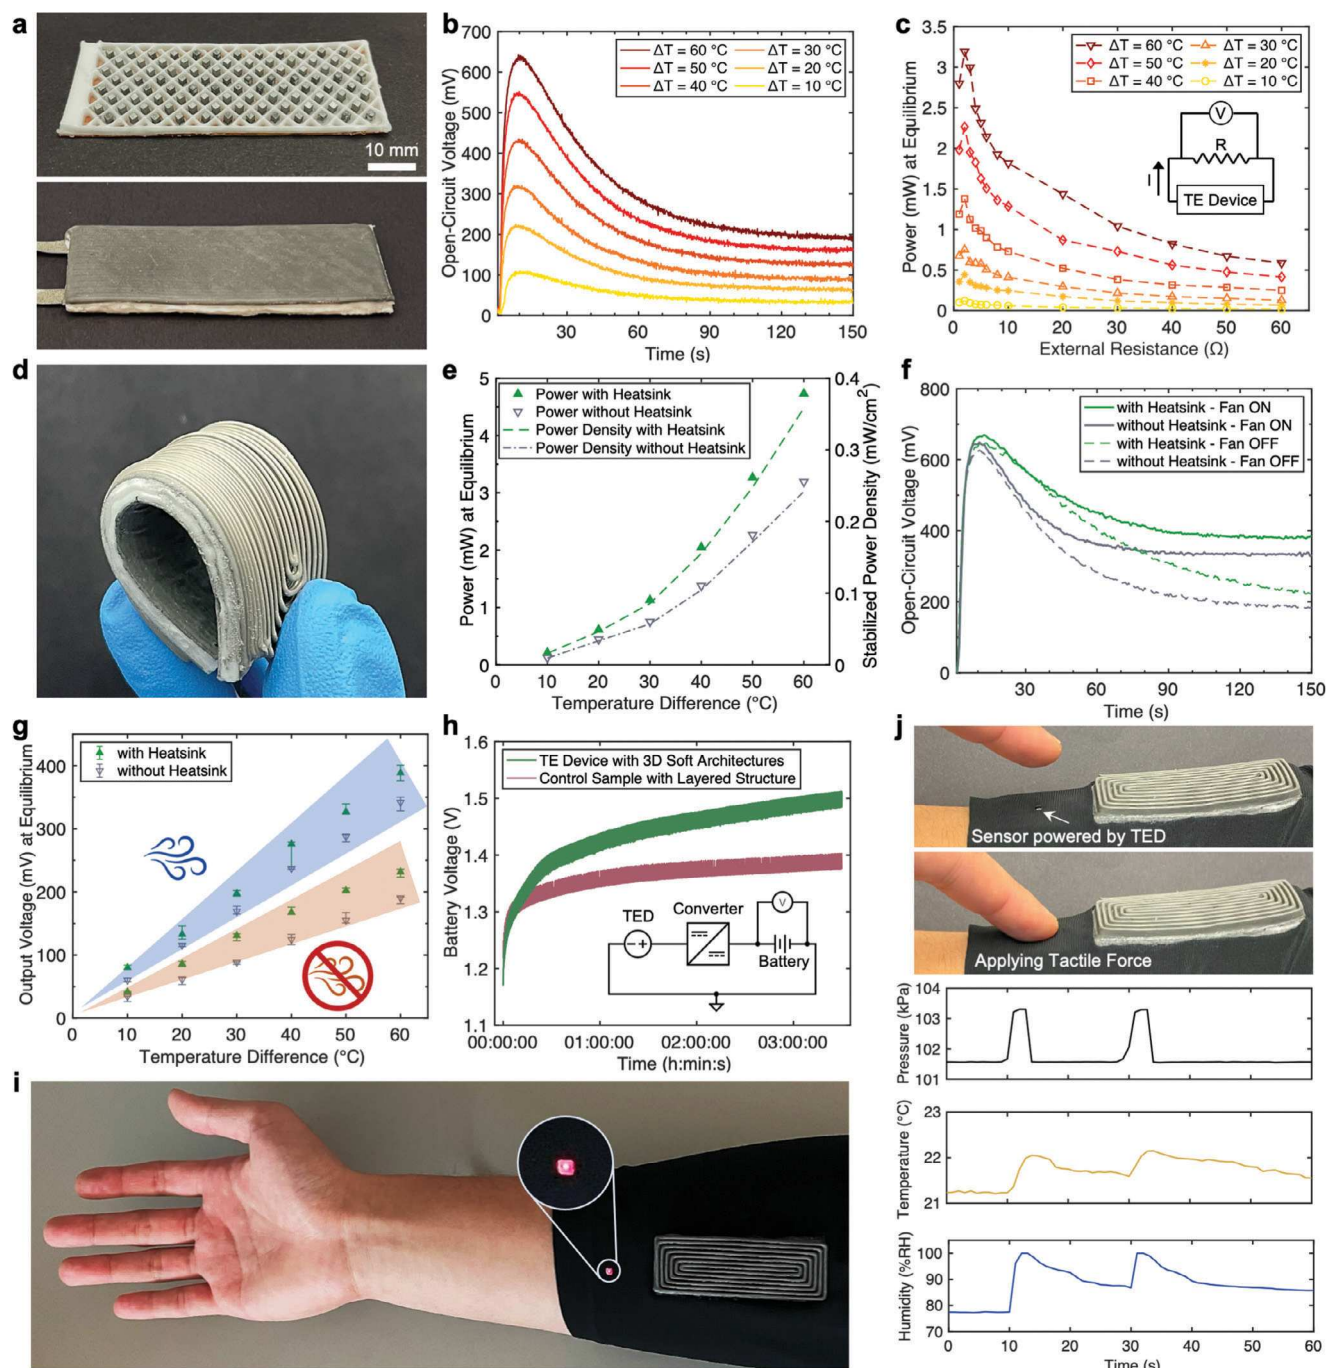 a
10 mm
b
Open-Circuit Voltage (mV)
700
600
500
400
300
200
100
0
ΔT = 60 °C
ΔT = 30 °C
ΔT = 50 °C
ΔT = 20 °C
ΔT = 40 °C
ΔT = 10 °C
30 60 90 120 150
Time (s)
c
Power (mW) at Equilibrium
3.5
3
2.5
2
1.5
1
0.5
0
ΔT = 60 °C
ΔT = 30 °C
ΔT = 50 °C
ΔT = 20 °C
ΔT = 40 °C
ΔT = 10 °C
V
R
I
TE Device
0 10 20 30 40 50 60
External Resistance (Ω)
d
e
Power (mW) at Equilibrium
5
4
3
2
1
0
Power with Heatsink
Power without Heatsink
Power Density with Heatsink
Power Density without Heatsink
0.4
0.3
0.2
0.1
0
Stabilized Power Density (mW/cm²)
10 20 30 40 50 60
Temperature Difference (°C)
f
Open-Circuit Voltage (mV)
800
600
400
200
0
with Heatsink - Fan ON
without Heatsink - Fan ON
with Heatsink - Fan OFF
without Heatsink - Fan OFF
30 60 90 120 150
Time (s)
g
Output Voltage (mV) at Equilibrium
400
300
200
100
0
with Heatsink
without Heatsink
10 20 30 40 50 60
Temperature Difference (°C)
h
Battery Voltage (V)
1.6
1.5
1.4
1.3
1.2
1.1
TE Device with 3D Soft Architectures
Control Sample with Layered Structure
TED
Converter
V
Battery
00:00:00 01:00:00 02:00:00 03:00:00
Time (h:min:s)
i
j
Sensor powered by TED
Applying Tactile Force
Pressure (kPa)
104
103
102
101
Temperature (°C)
23
22
21
Humidity (%RH)
100
90
80
70
0 10 20 30 40 50 60
Time (s)